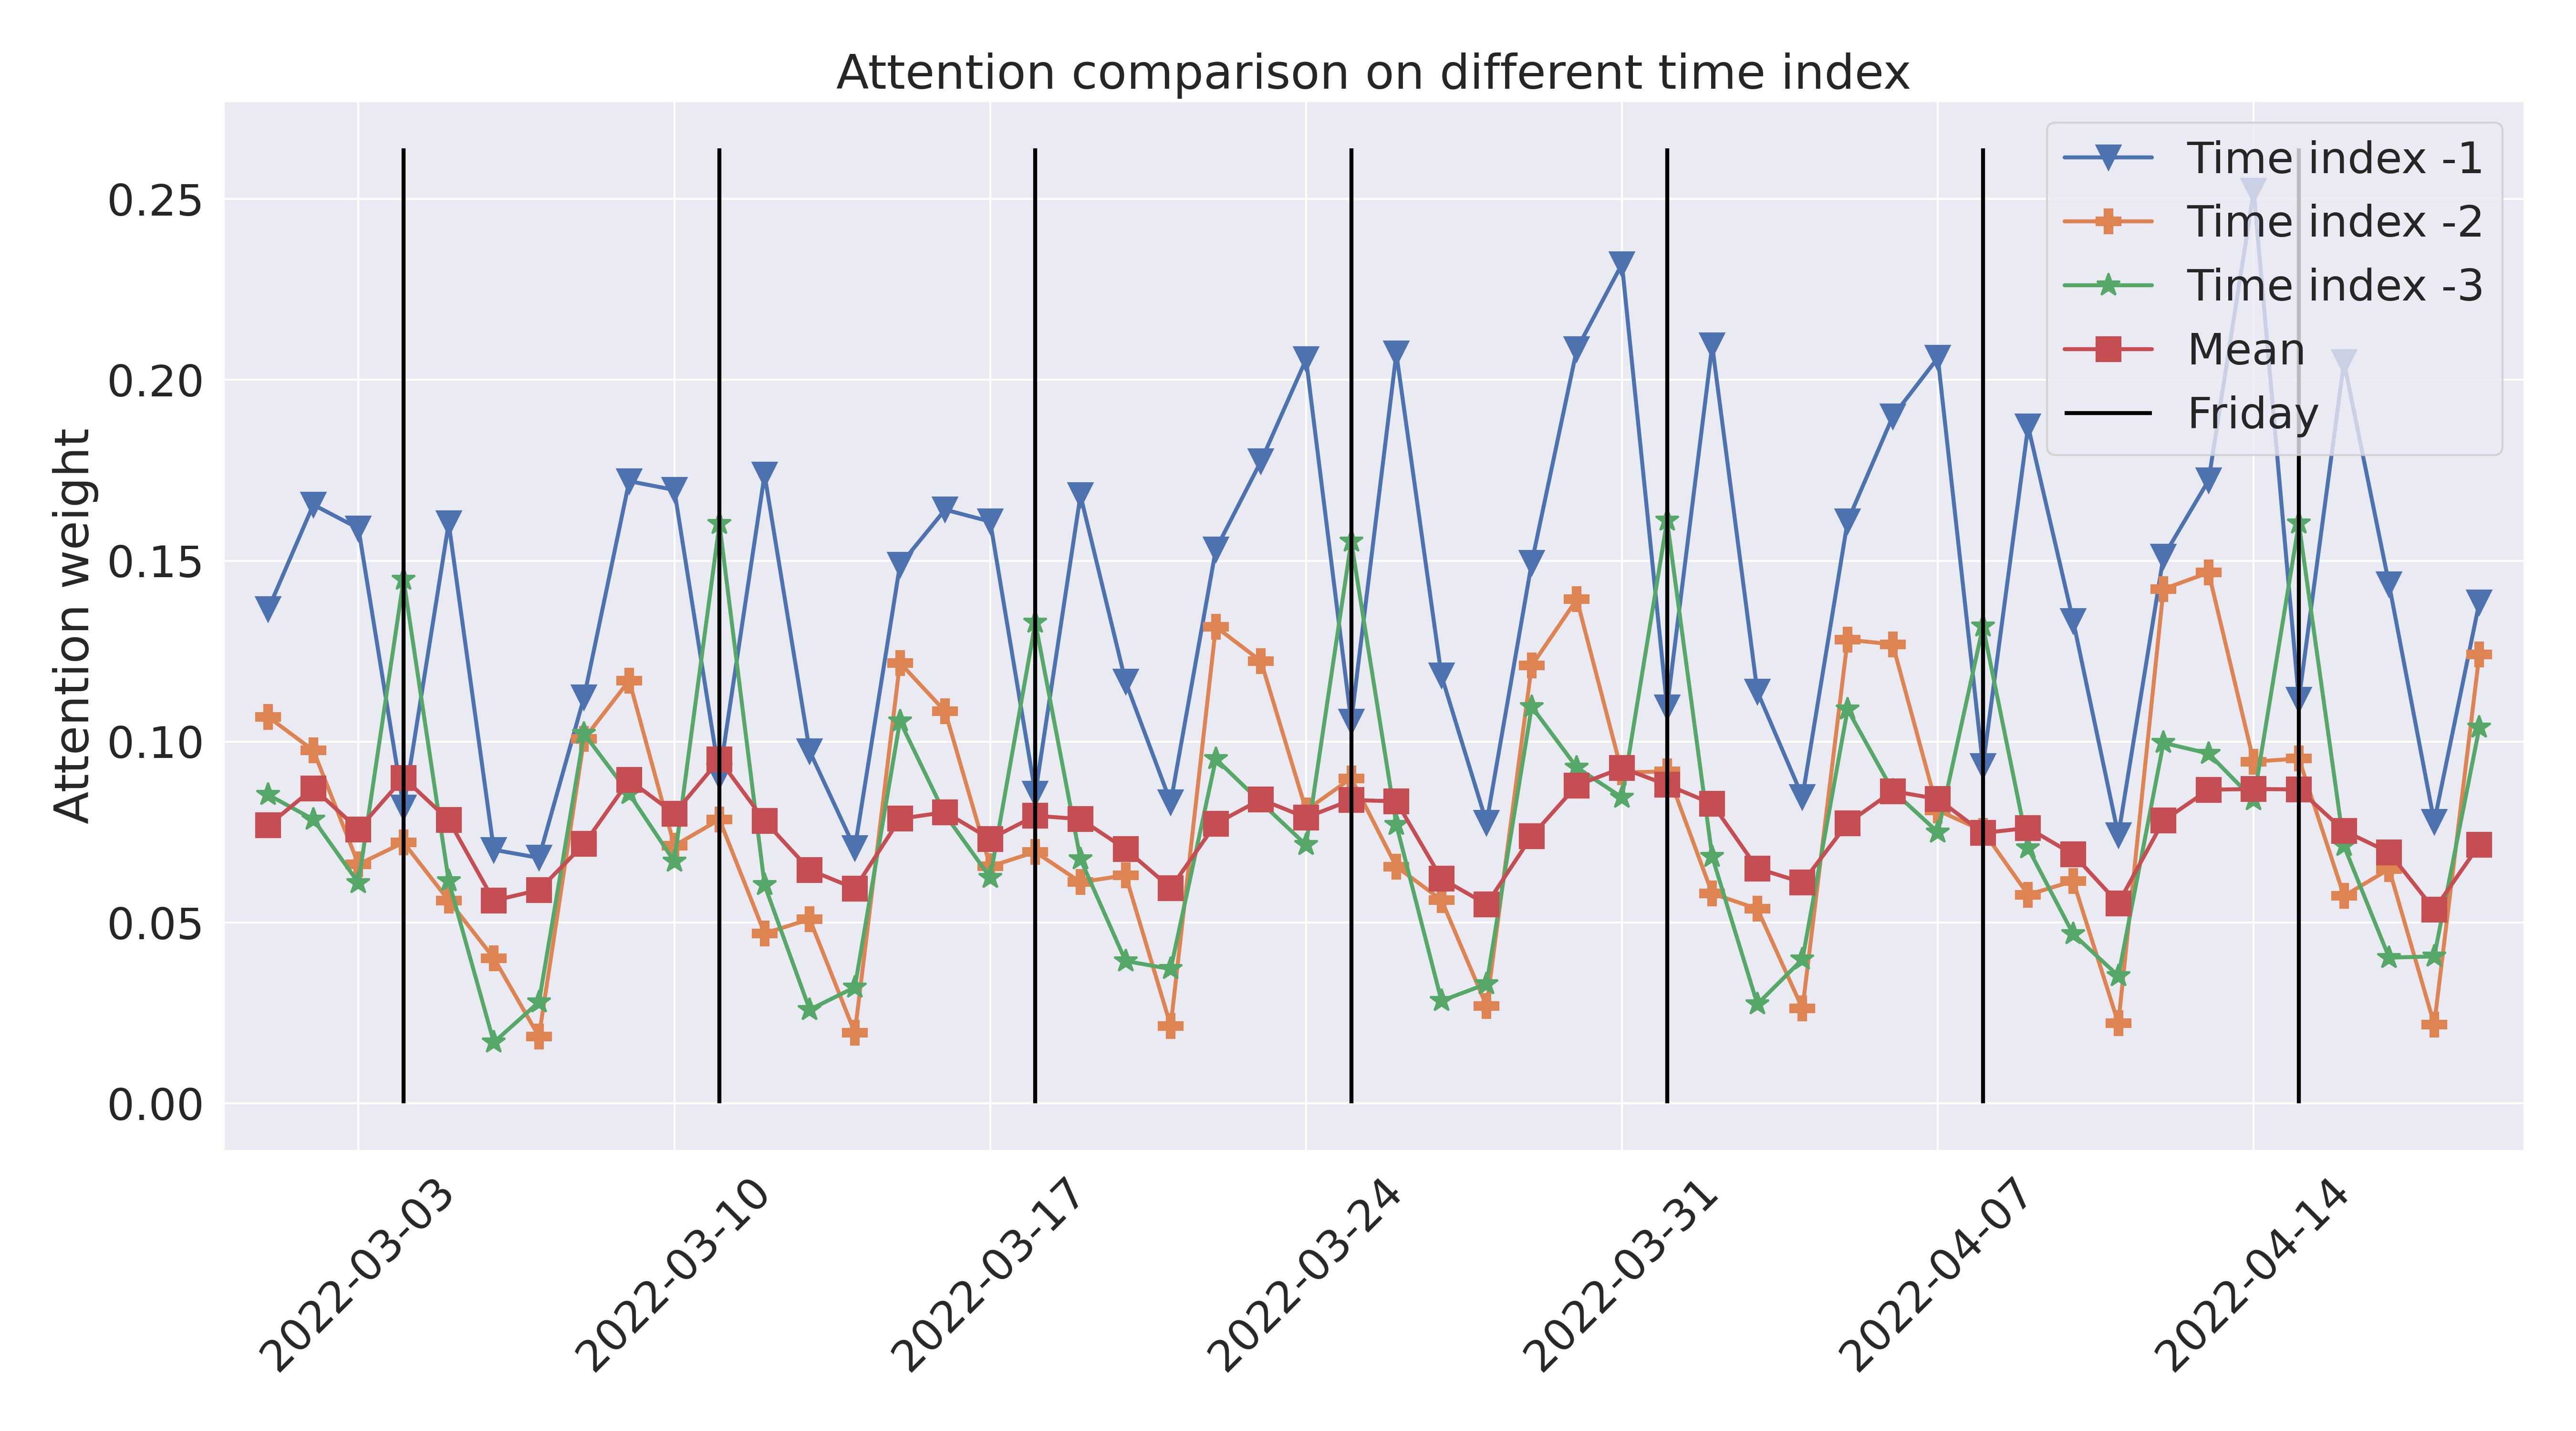 Attention comparison on different time index
Attention weight
0.25
0.20
0.15
0.10
0.05
0.00
Time index -1
Time index -2
Time index -3
Mean
Friday
2022-03-03
2022-03-10
2022-03-17
2022-03-24
2022-03-31
2022-04-07
2022-04-14